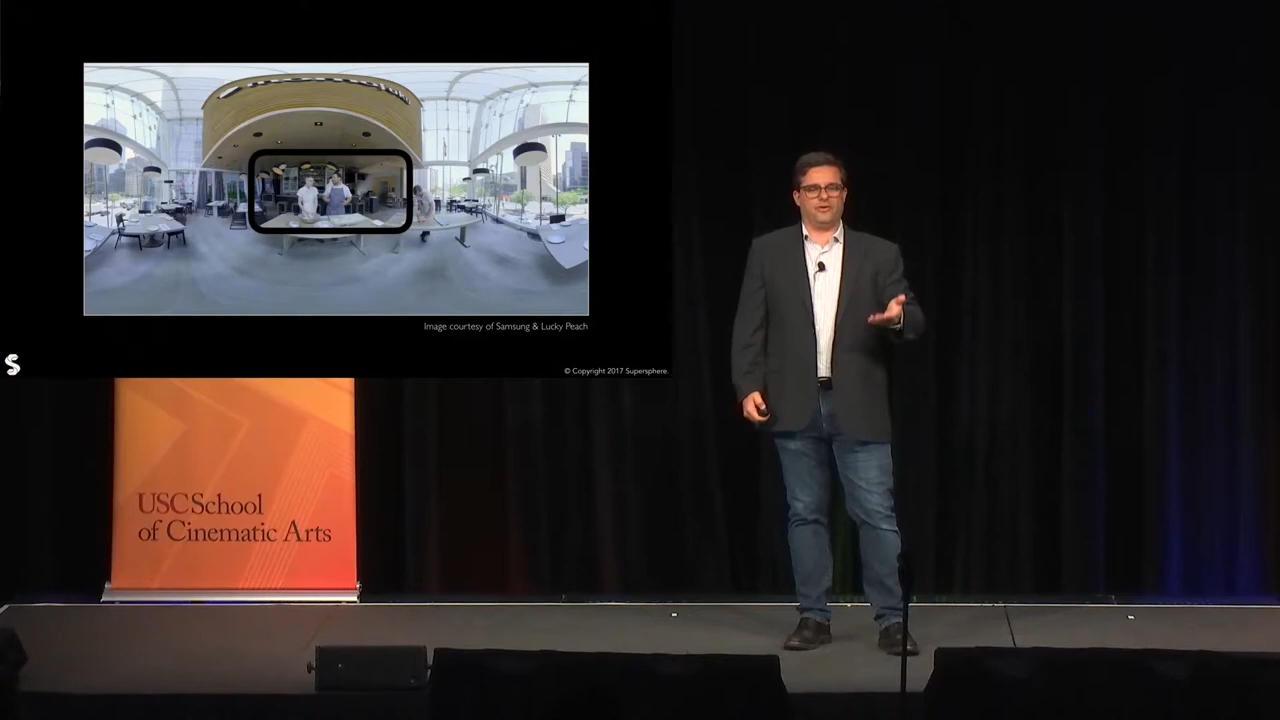 Image courtesy of Samsung & Lucky Peach
S
© Copyright 2017 Supersphere.
USC School
of Cinematic Arts